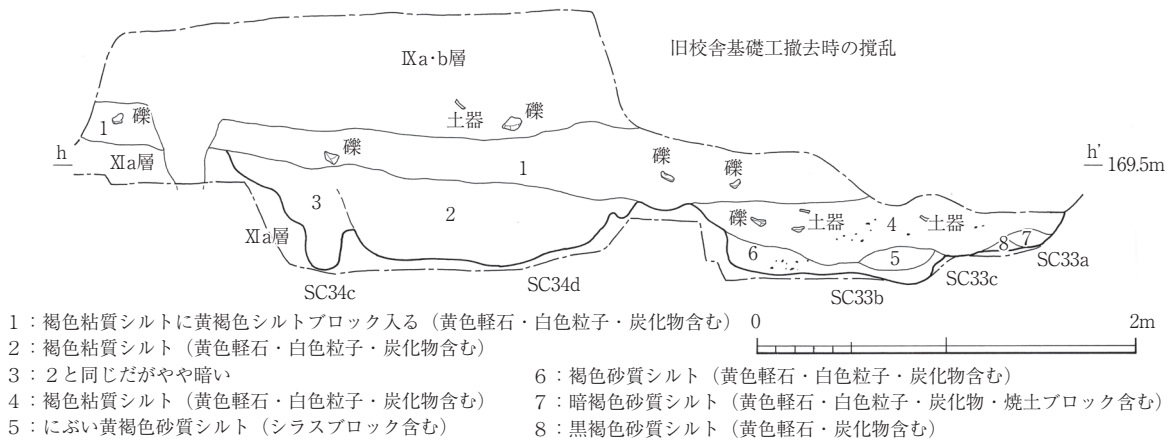 旧校舎基礎工撤去時の撹乱
Ⅸa·b層
礫
土器
礫
1
h
Ⅺa層
礫
1
礫
礫
h'
169.5m
3
2
Ⅺa層
礫
土器
4
土器
6
5
8
7
SC33a
SC34c
SC34d
SC33b
SC33c
1：褐色粘質シルトに黄褐色シルトブロック入る（黄色軽石・白色粒子・炭化物含む）
0
2m
2：褐色粘質シルト（黄色軽石・白色粒子・炭化物含む）
3：2と同じだがやや暗い
4：褐色粘質シルト（黄色軽石・白色粒子・炭化物含む）
5：にぶい黄褐色砂質シルト（シラスブロック含む）
6：褐色砂質シルト（黄色軽石・白色粒子・炭化物含む）
7：暗褐色砂質シルト（黄色軽石・白色粒子・炭化物・焼土ブロック含む）
8：黒褐色砂質シルト（黄色軽石・炭化物含む）